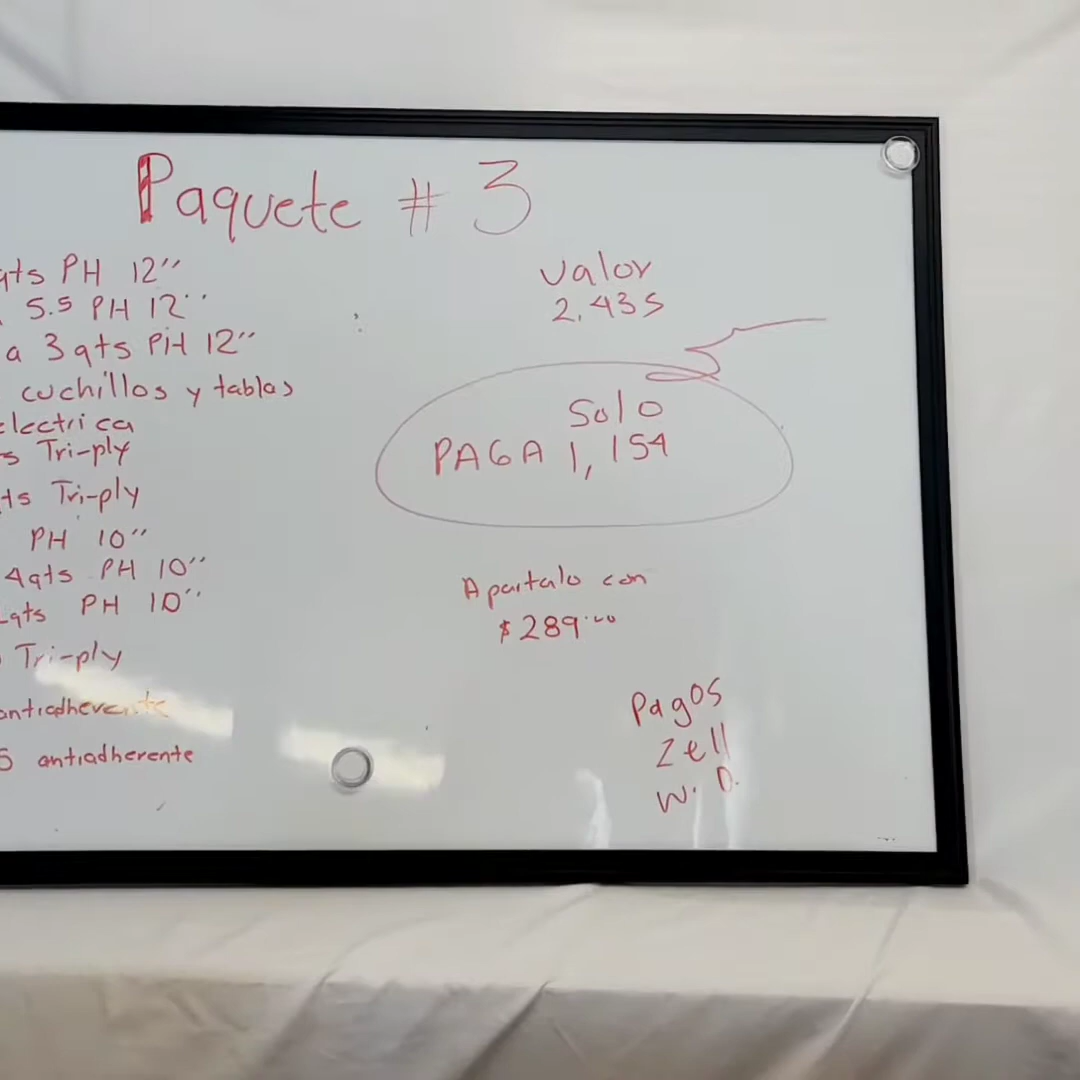 Paquete # 3
qts PH 12"
5.5 PH 12"
a 3qts PH 12"
cuchillos y tablas
electrica
s Tri-ply
ts Tri-ply
PH 10"
4qts PH 10"
qts PH 10"
Tri-ply
antiadherente
5 antiadherente
Valor
2,435
Solo
PAGA 1,154
Apartalo con
$289.00
Pagos
Zell
W. D.